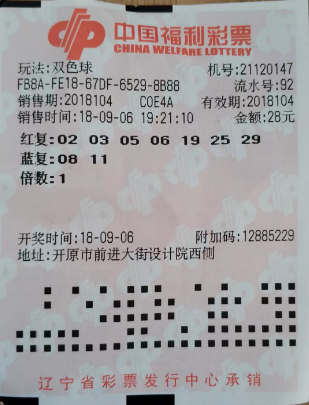 中国福利彩票
CHINA WELFARE LOTTERY
玩法:双色球 机号:21120147
FB8A-FE18-67DF-6529-8B88 流水号:92
销售期:2018104 C0E4A 有效期:2018104
销售时间:18-09-06 19:21:10 金额:28元
红复:02 03 05 06 19 25 29
蓝复:08 11
倍数:1
开奖时间:18-09-06 附加码:12885229
地址:开原市前进大街设计院西侧
辽宁省彩票发行中心承销